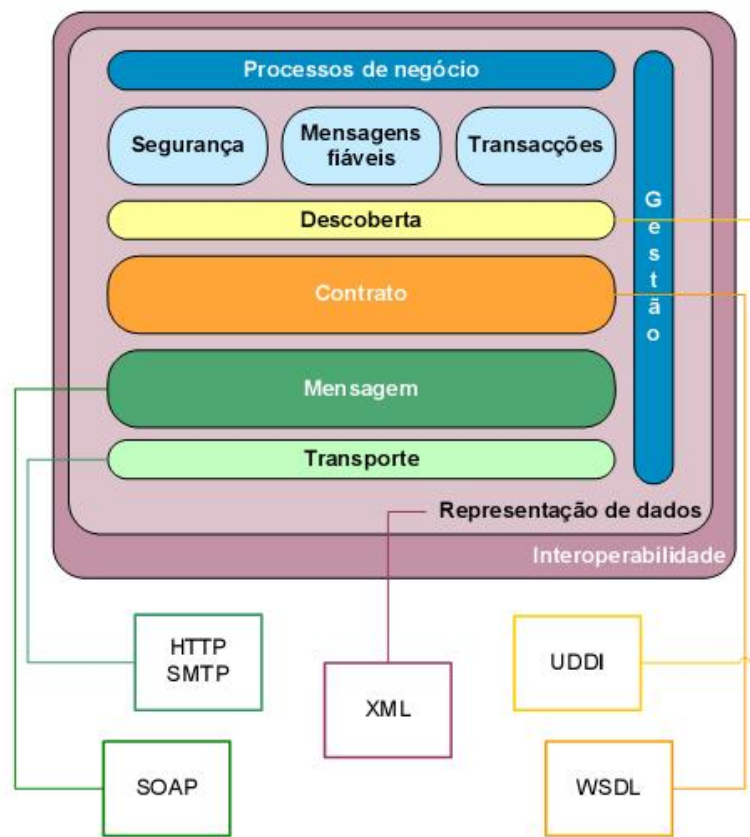 Processos de negócio
Segurança
Mensagens
fiáveis
Transacções
Descoberta
Contrato
Mensagem
Transporte
Gestão
Representação de dados
Interoperabilidade
HTTP
SMTP
XML
UDDI
SOAP
WSDL